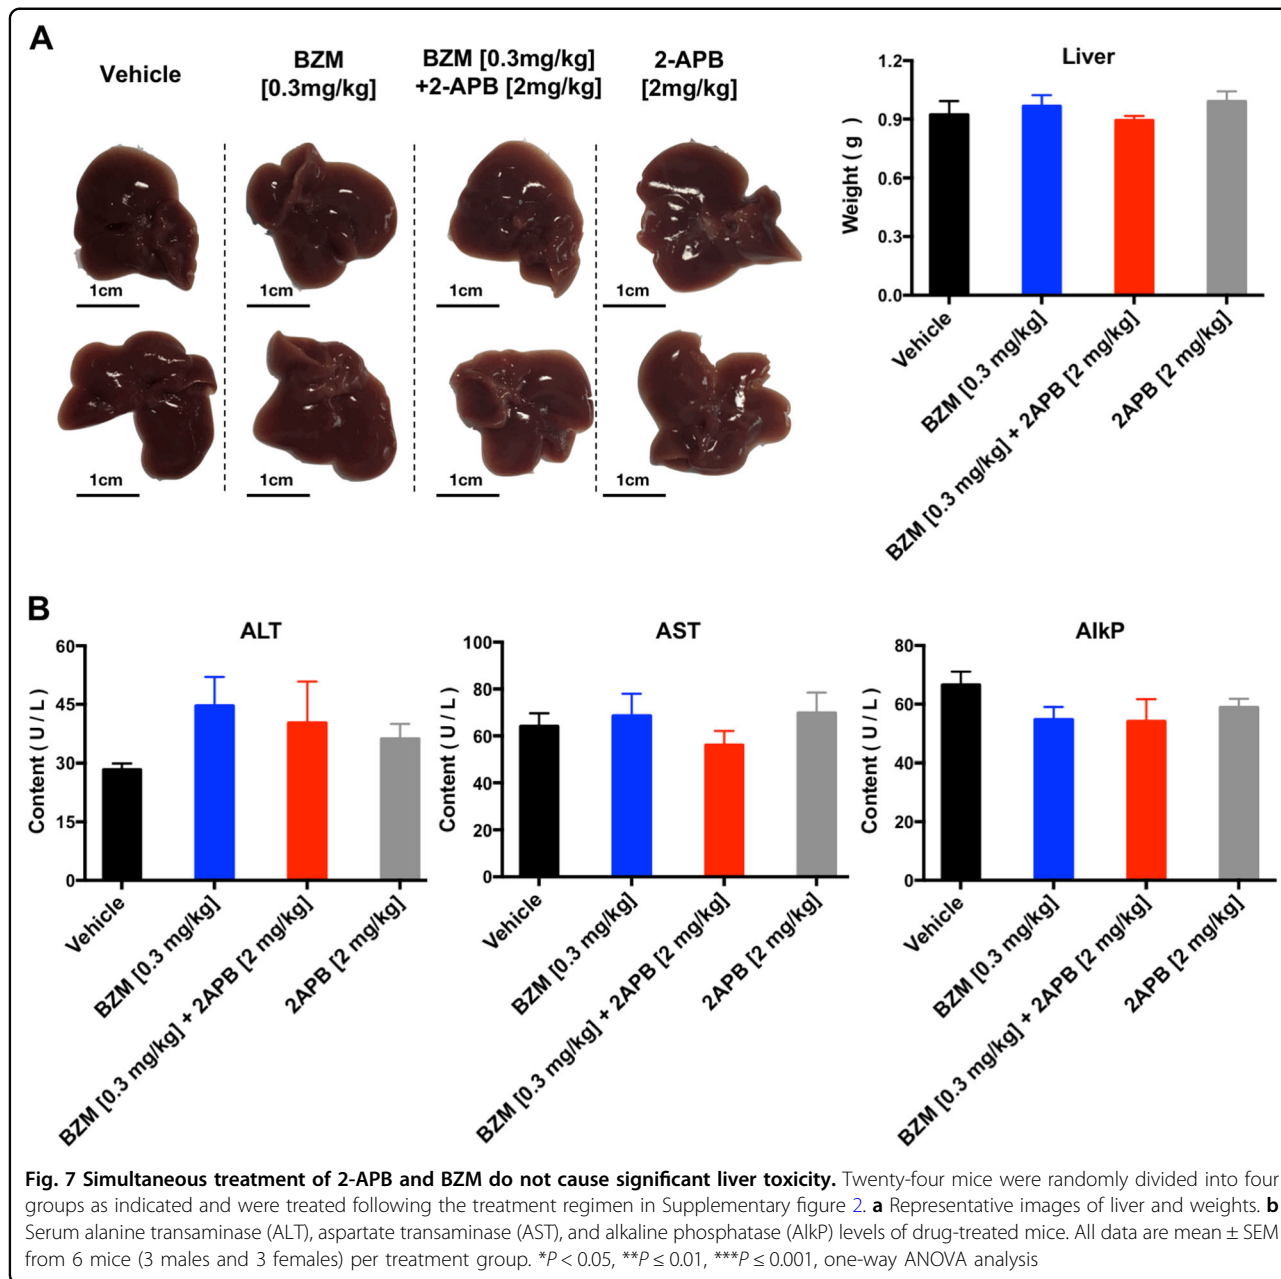 A
Vehicle
BZM
[0.3mg/kg]
BZM [0.3mg/kg]
+2-APB [2mg/kg]
2-APB
[2mg/kg]
1cm
1cm
1cm
1cm
1cm
1cm
1cm
1cm
Liver
Weight ( g )
1.2
0.9
0.6
0.3
0.0
Vehicle
BZM [0.3 mg/kg]
BZM [0.3 mg/kg] + 2APB [2 mg/kg]
2APB [2 mg/kg]
B
ALT
Content ( U / L )
60
45
30
15
0
Vehicle
BZM [0.3 mg/kg]
BZM [0.3 mg/kg] + 2APB [2 mg/kg]
2APB [2 mg/kg]
AST
Content ( U / L )
100
80
60
40
20
0
Vehicle
BZM [0.3 mg/kg]
BZM [0.3 mg/kg] + 2APB [2 mg/kg]
2APB [2 mg/kg]
AlkP
Content ( U / L )
80
60
40
20
0
Vehicle
BZM [0.3 mg/kg]
BZM [0.3 mg/kg] + 2APB [2 mg/kg]
2APB [2 mg/kg]
Fig. 7 Simultaneous treatment of 2-APB and BZM do not cause significant liver toxicity. Twenty-four mice were randomly divided into four
groups as indicated and were treated following the treatment regimen in Supplementary figure 2. a Representative images of liver and weights. b
Serum alanine transaminase (ALT), aspartate transaminase (AST), and alkaline phosphatase (AlkP) levels of drug-treated mice. All data are mean ± SEM
from 6 mice (3 males and 3 females) per treatment group. *P < 0.05, **P ≤ 0.01, ***P ≤ 0.001, one-way ANOVA analysis